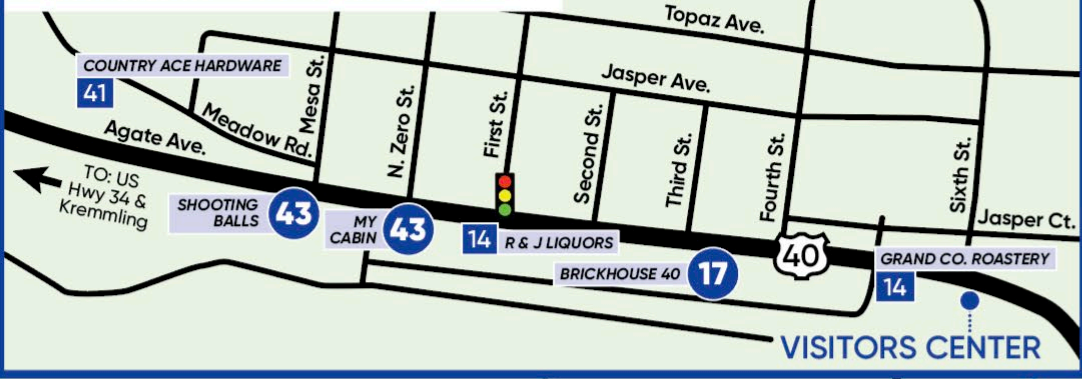 Topaz Ave.
COUNTRY ACE HARDWARE
41
Jasper Ave.
Mesa St.
Meadow Rd.
N. Zero St.
First St.
Second St.
Third St.
Fourth St.
Sixth St.
Agate Ave.
TO: US
Hwy 34 &
Kremmling
SHOOTING
BALLS
43
MY
CABIN
43
14
R & J LIQUORS
BRICKHOUSE 40
17
40
Jasper Ct.
GRAND CO. ROASTERY
14
VISITORS CENTER